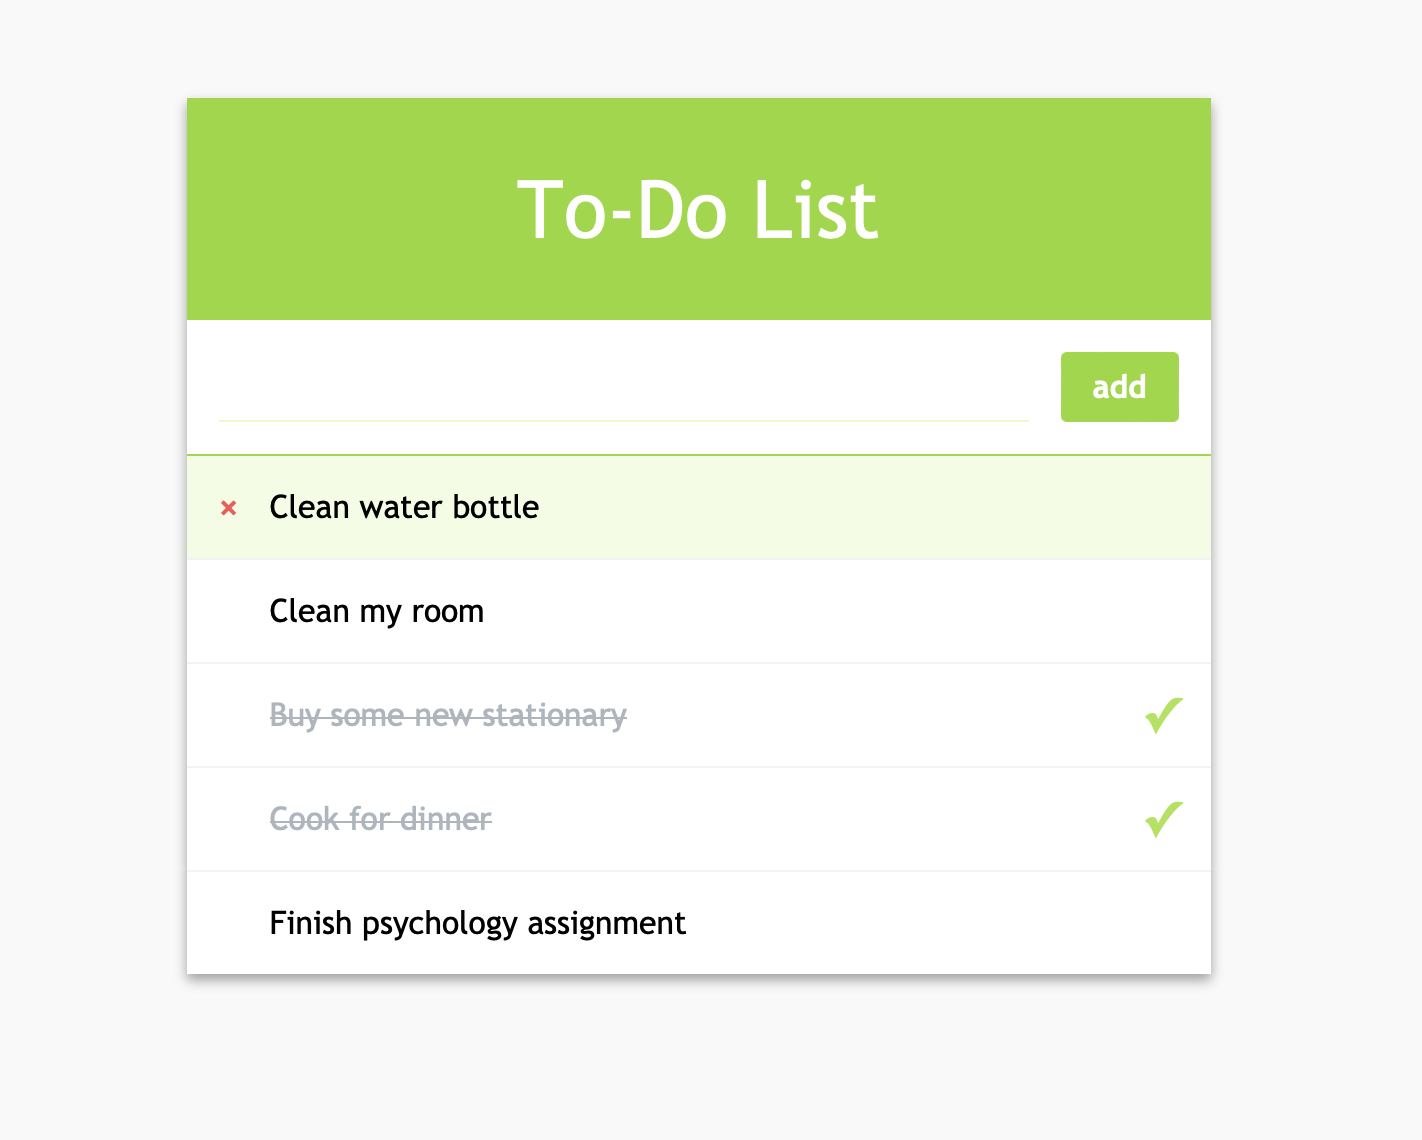 To-Do List
add
× Clean water bottle
Clean my room
Buy some new stationary ✓
Cook for dinner ✓
Finish psychology assignment